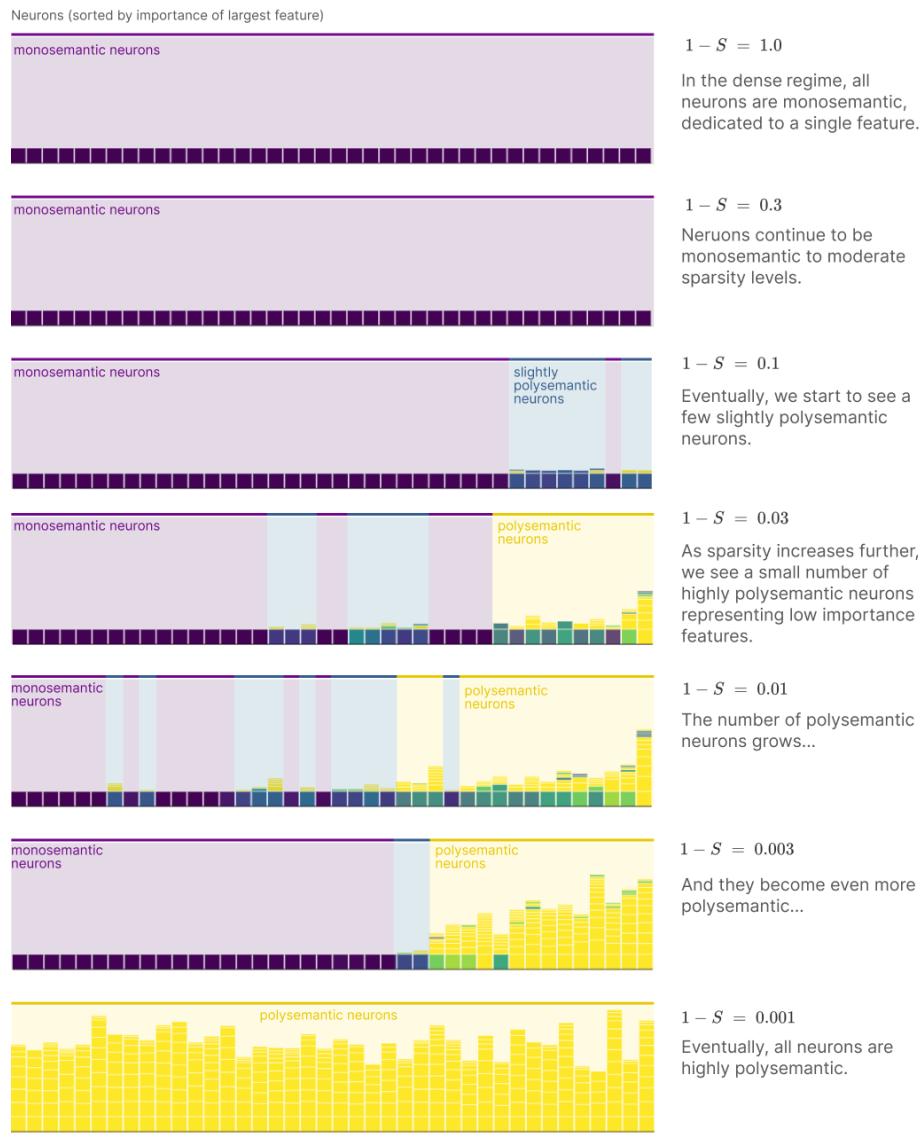 Neurons (sorted by importance of largest feature)
monosemantic neurons
1 − S = 1.0
In the dense regime, all
neurons are monosemantic,
dedicated to a single feature.
monosemantic neurons
1 − S = 0.3
Neruons continue to be
monosemantic to moderate
sparsity levels.
monosemantic neurons
slightly
polysemantic
neurons
1 − S = 0.1
Eventually, we start to see a
few slightly polysemantic
neurons.
monosemantic neurons
polysemantic
neurons
1 − S = 0.03
As sparsity increases further,
we see a small number of
highly polysemantic neurons
representing low importance
features.
monosemantic
neurons
polysemantic
neurons
1 − S = 0.01
The number of polysemantic
neurons grows...
monosemantic
neurons
polysemantic
neurons
1 − S = 0.003
And they become even more
polysemantic...
polysemantic neurons
1 − S = 0.001
Eventually, all neurons are
highly polysemantic.